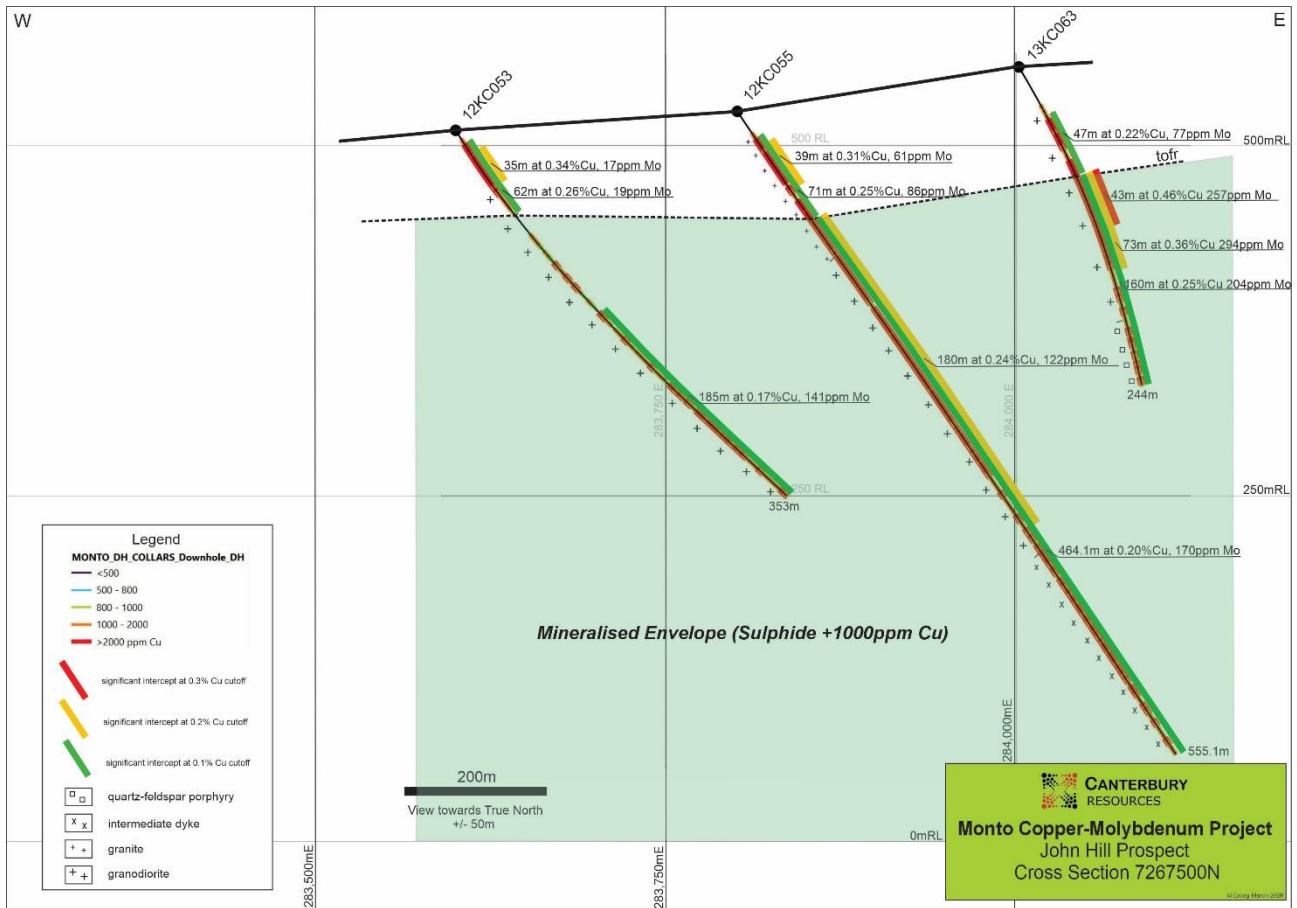 W
E
12KC053
12KC055
13KC063
500 RL
500mRL
47m at 0.22%Cu, 77ppm Mo
tofr
39m at 0.31%Cu, 61ppm Mo
35m at 0.34%Cu, 17ppm Mo
62m at 0.26%Cu, 19ppm Mo
71m at 0.25%Cu, 86ppm Mo
43m at 0.46%Cu 257ppm Mo
73m at 0.36%Cu 294ppm Mo
160m at 0.25%Cu 204ppm Mo
180m at 0.24%Cu, 122ppm Mo
244m
283,750 E
284,000 E
185m at 0.17%Cu, 141ppm Mo
250 RL
250mRL
353m
464.1m at 0.20%Cu, 170ppm Mo
Mineralised Envelope (Sulphide +1000ppm Cu)
555.1m
Legend
MONTO_DH_COLLARS_Downhole_DH
<500
500 - 800
800 - 1000
1000 - 2000
>2000 ppm Cu
significant intercept at 0.3% Cu cutoff
significant intercept at 0.2% Cu cutoff
significant intercept at 0.1% Cu cutoff
quartz-feldspar porphyry
x x intermediate dyke
granite
granodiorite
200m
View towards True North
+/- 50m
0mRL
283,500mE
283,750mE
284,000mE
CANTERBURY
RESOURCES
Monto Copper-Molybdenum Project
John Hill Prospect
Cross Section 7267500N